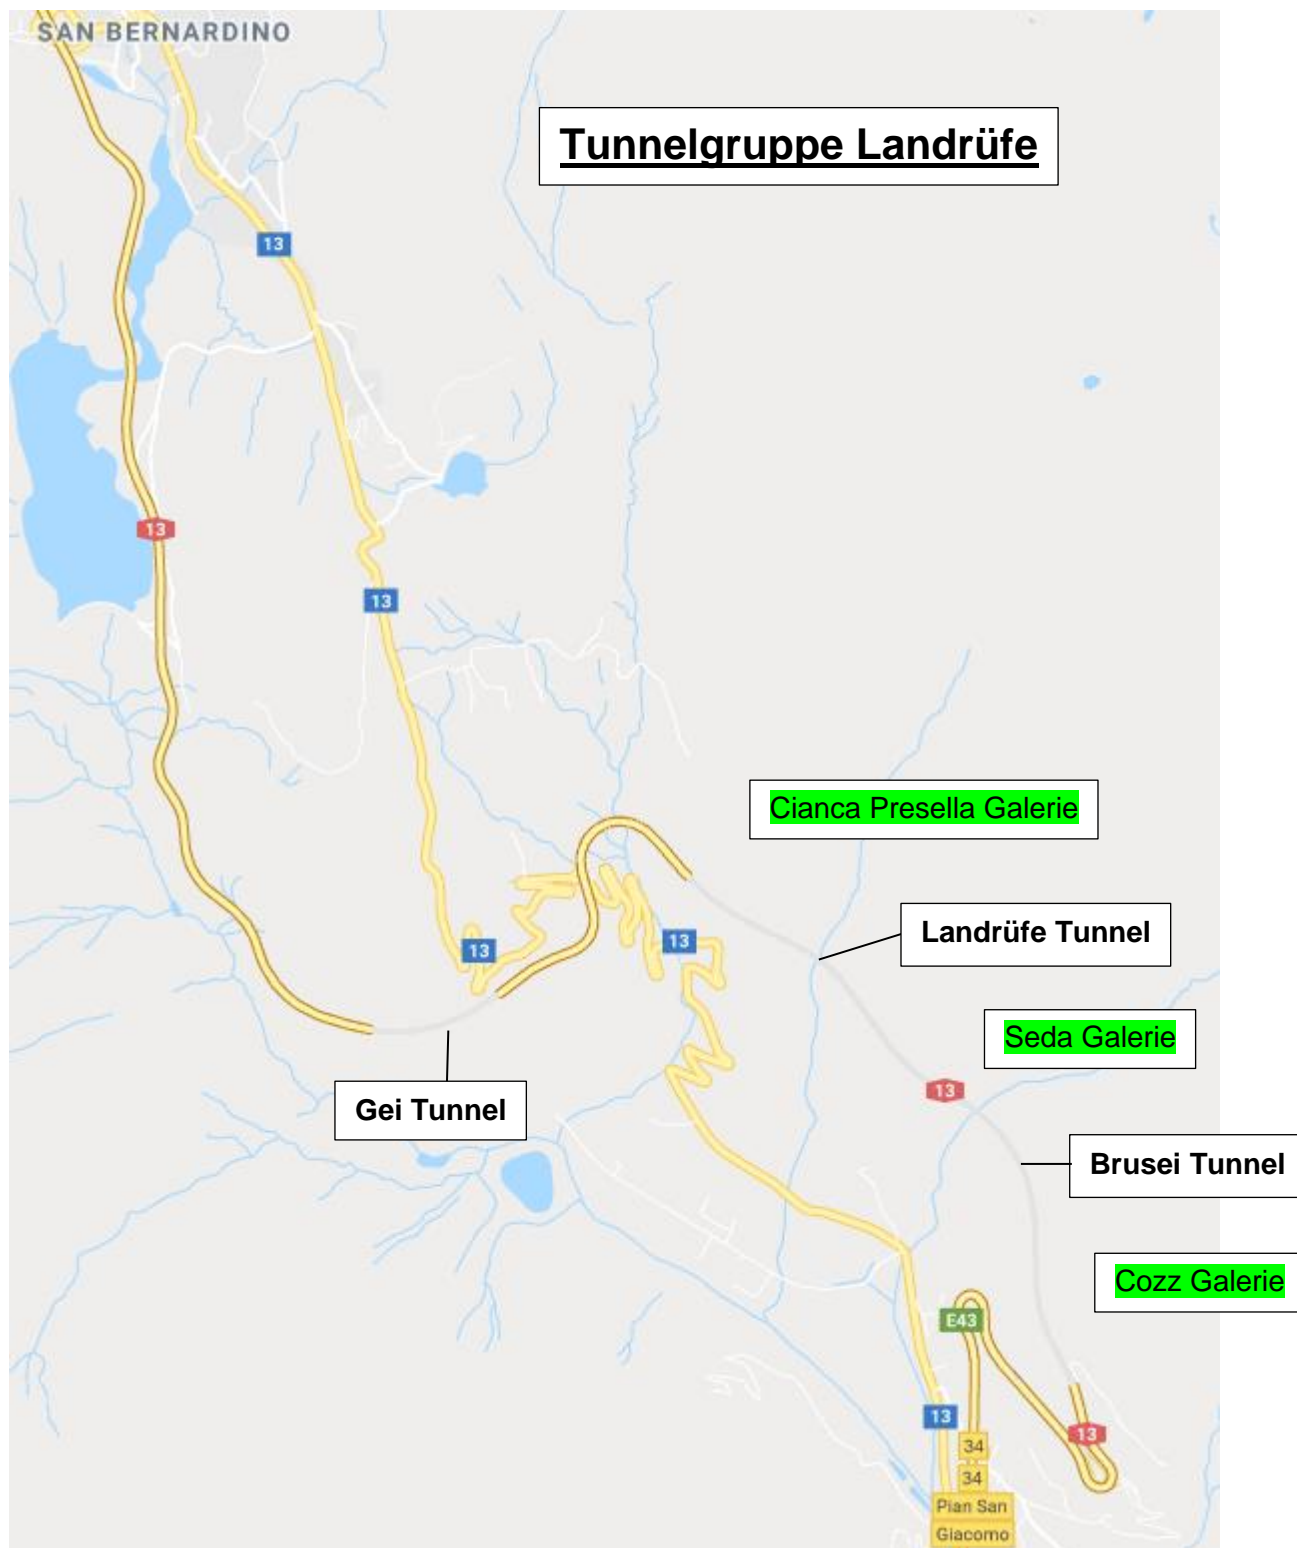 SAN BERNARDINO
Tunnelgruppe Landrüfe
13
13
13
Cianca Presella Galerie
Landrüfe Tunnel
13
13
Seda Galerie
13
Gei Tunnel
Brusei Tunnel
Cozz Galerie
E43
13
13
34
34
Pian San
Giacomo